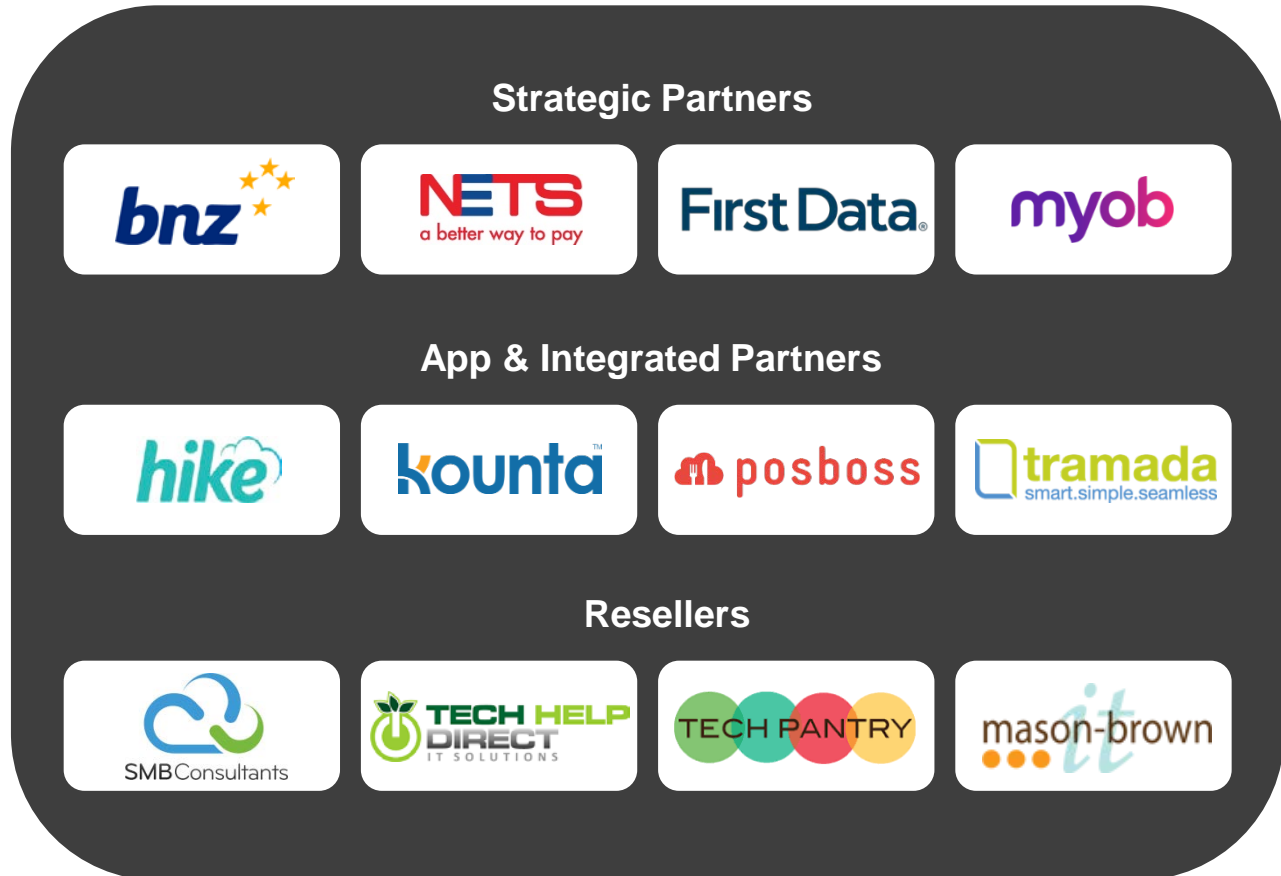 Strategic Partners
bnz
NETS
a better way to pay
First Data®
myob
App & Integrated Partners
hike
kounta™
posboss
tramada
smart.simple.seamless
Resellers
SMBConsultants
TECH HELP
DIRECT
IT SOLUTIONS
TECH PANTRY
mason-brown
it